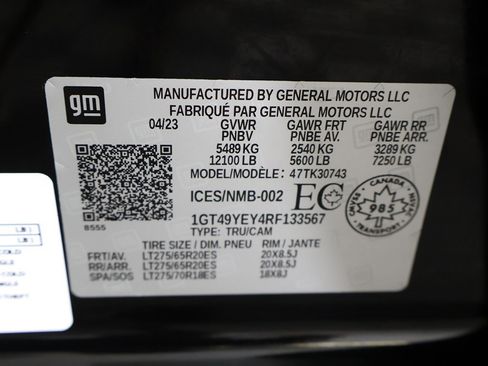 gm
MANUFACTURED BY GENERAL MOTORS LLC
FABRIQUÉ PAR GENERAL MOTORS LLC
04/23 GVWR GAWR FRT GAWR RR
PNBV PNBE AV. PNBE ARR.
5489 KG 2540 KG 3289 KG
12100 LB 5600 LB 7250 LB
MODEL/MODÈLE: 47TK30743
ICES/NMB-002 EC
CANADA
CMVSS 985 NSVAC
TRANSPORT
8555
1GT49YEY4RF133567
TYPE: TRU/CAM
TIRE SIZE / DIM. PNEU RIM / JANTE
FRT/AV. LT275/65R20ES 20X8.5J
RR/ARR. LT275/65R20ES 20X8.5J
SPA/SOS LT275/70R18ES 18X8J